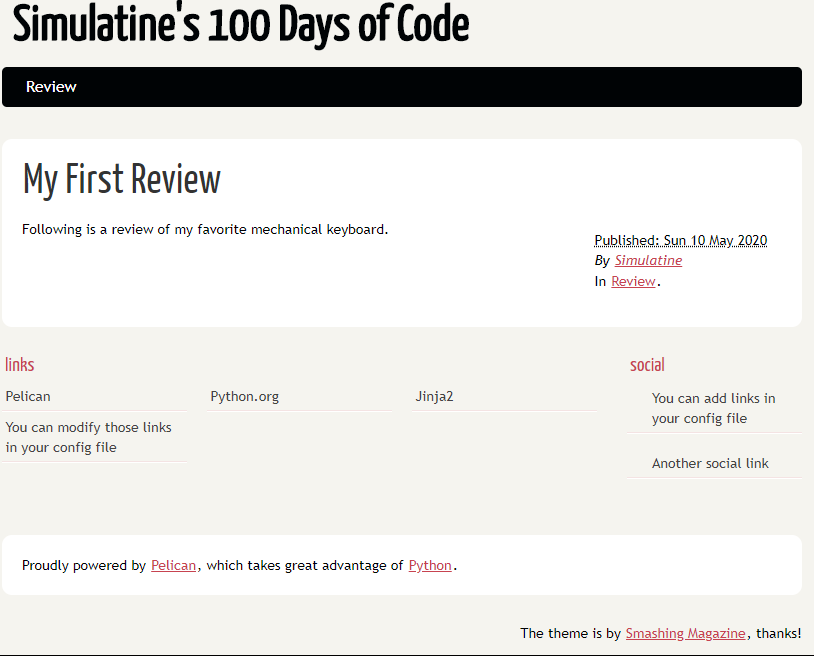 Simulatine's 100 Days of Code
Review
My First Review
Following is a review of my favorite mechanical keyboard.
Published: Sun 10 May 2020
By Simulatine
In Review.
links
Pelican
Python.org
Jinja2
You can modify those links
in your config file
social
You can add links in
your config file
Another social link
Proudly powered by Pelican, which takes great advantage of Python.
The theme is by Smashing Magazine, thanks!